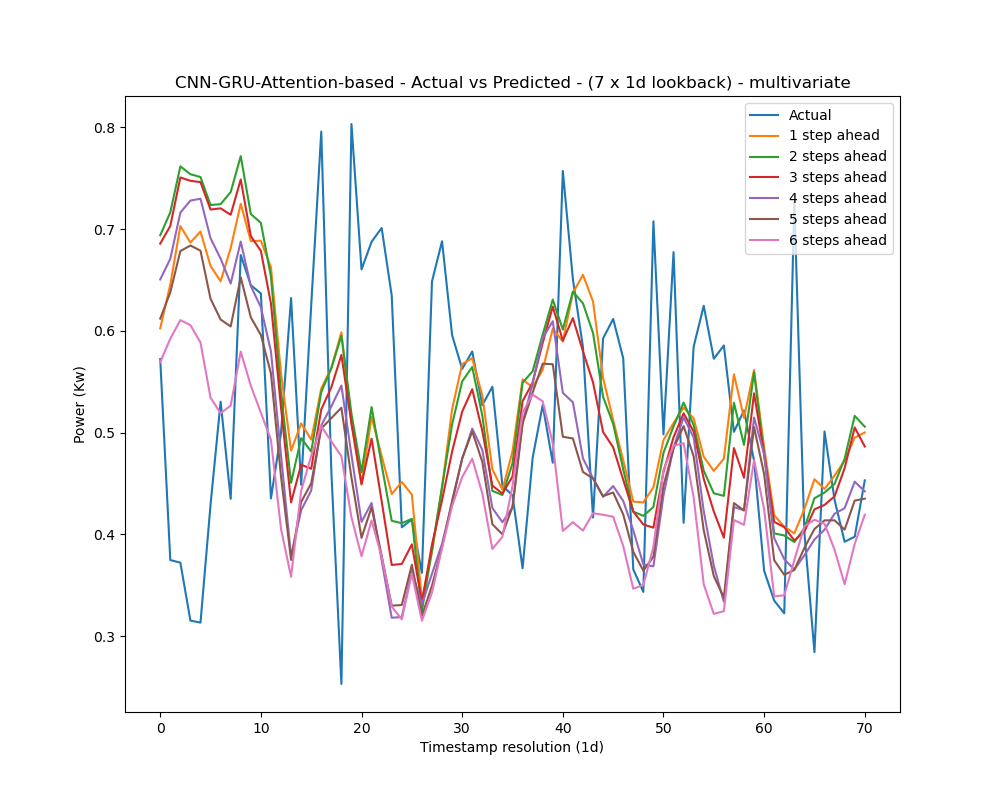 CNN-GRU-Attention-based - Actual vs Predicted - (7 x 1d lookback) - multivariate
Actual
1 step ahead
2 steps ahead
3 steps ahead
4 steps ahead
5 steps ahead
6 steps ahead
Power (Kw)
0.8
0.7
0.6
0.5
0.4
0.3
0 10 20 30 40 50 60 70
Timestamp resolution (1d)